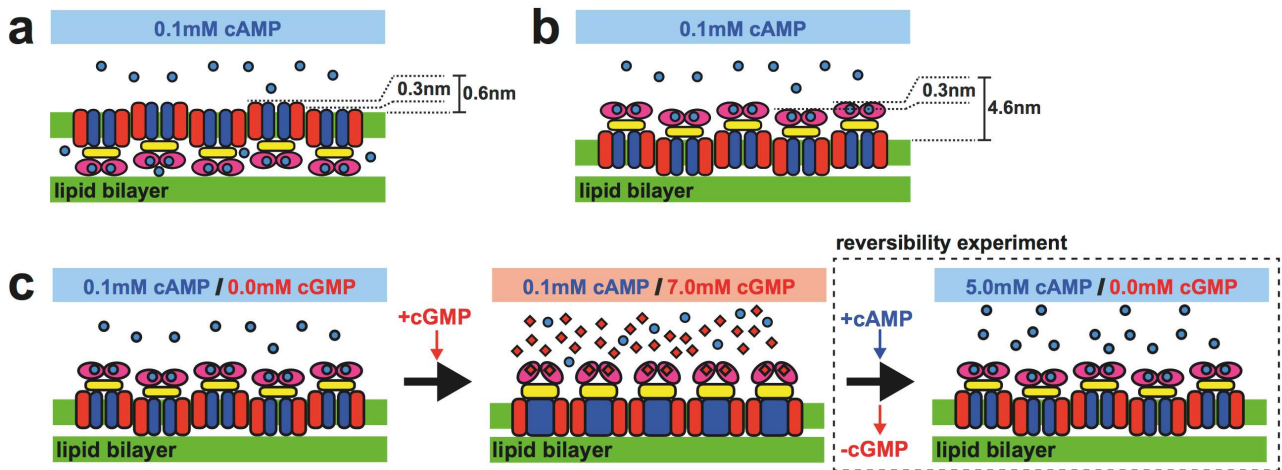 a
0.1mM cAMP
0.3nm
0.6nm
lipid bilayer
b
0.1mM cAMP
0.3nm
4.6nm
lipid bilayer
reversibility experiment
c
0.1mM cAMP / 0.0mM cGMP
+cGMP
0.1mM cAMP / 7.0mM cGMP
+cAMP
-cGMP
5.0mM cAMP / 0.0mM cGMP
lipid bilayer
lipid bilayer
lipid bilayer